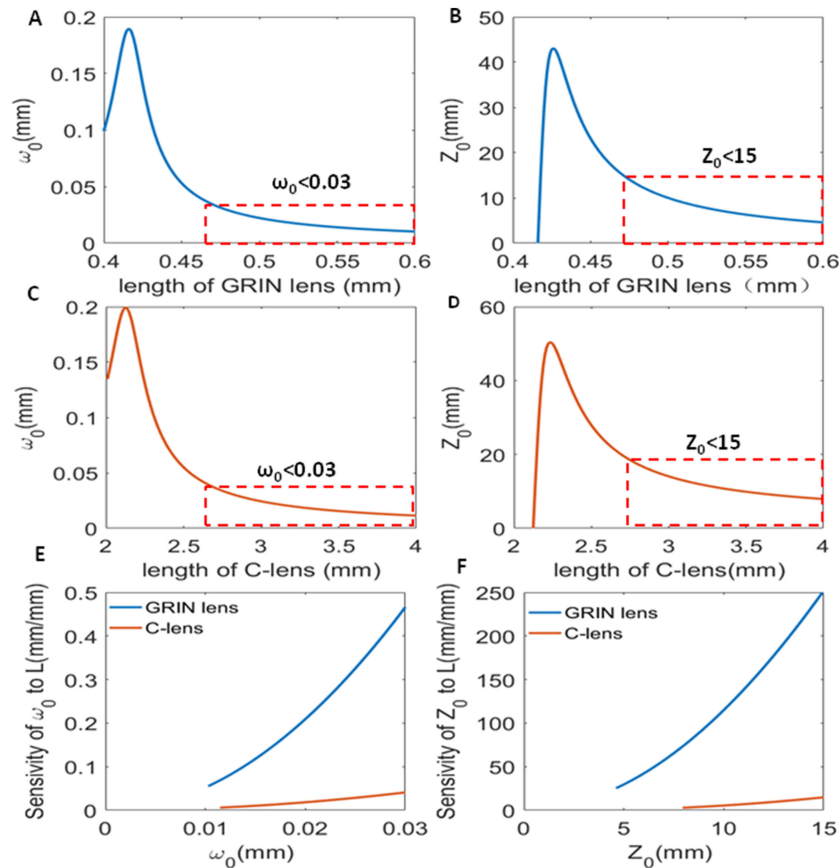 A
ω₀(mm)
0.2
0.15
0.1
0.05
0
ω₀<0.03
0.4 0.45 0.5 0.55 0.6
length of GRIN lens (mm)
B
Z_0(mm)
50
40
30
20
10
0
Z₀<15
0.4 0.45 0.5 0.55 0.6
length of GRIN lens（mm）
C
ω₀(mm)
0.2
0.15
0.1
0.05
0
ω₀<0.03
2 2.5 3 3.5 4
length of C-lens (mm)
D
Z_0(mm)
60
40
20
0
Z₀<15
2 2.5 3 3.5 4
length of C-lens(mm)
E
Sensivity of ω₀ to L(mm/mm)
0.5
0.4
0.3
0.2
0.1
0
GRIN lens
C-lens
0 0.01 0.02 0.03
ω₀(mm)
F
Sensivity of Z₀ to L(mm/mm)
250
200
150
100
50
0
GRIN lens
C-lens
0 5 10 15
Z₀(mm)